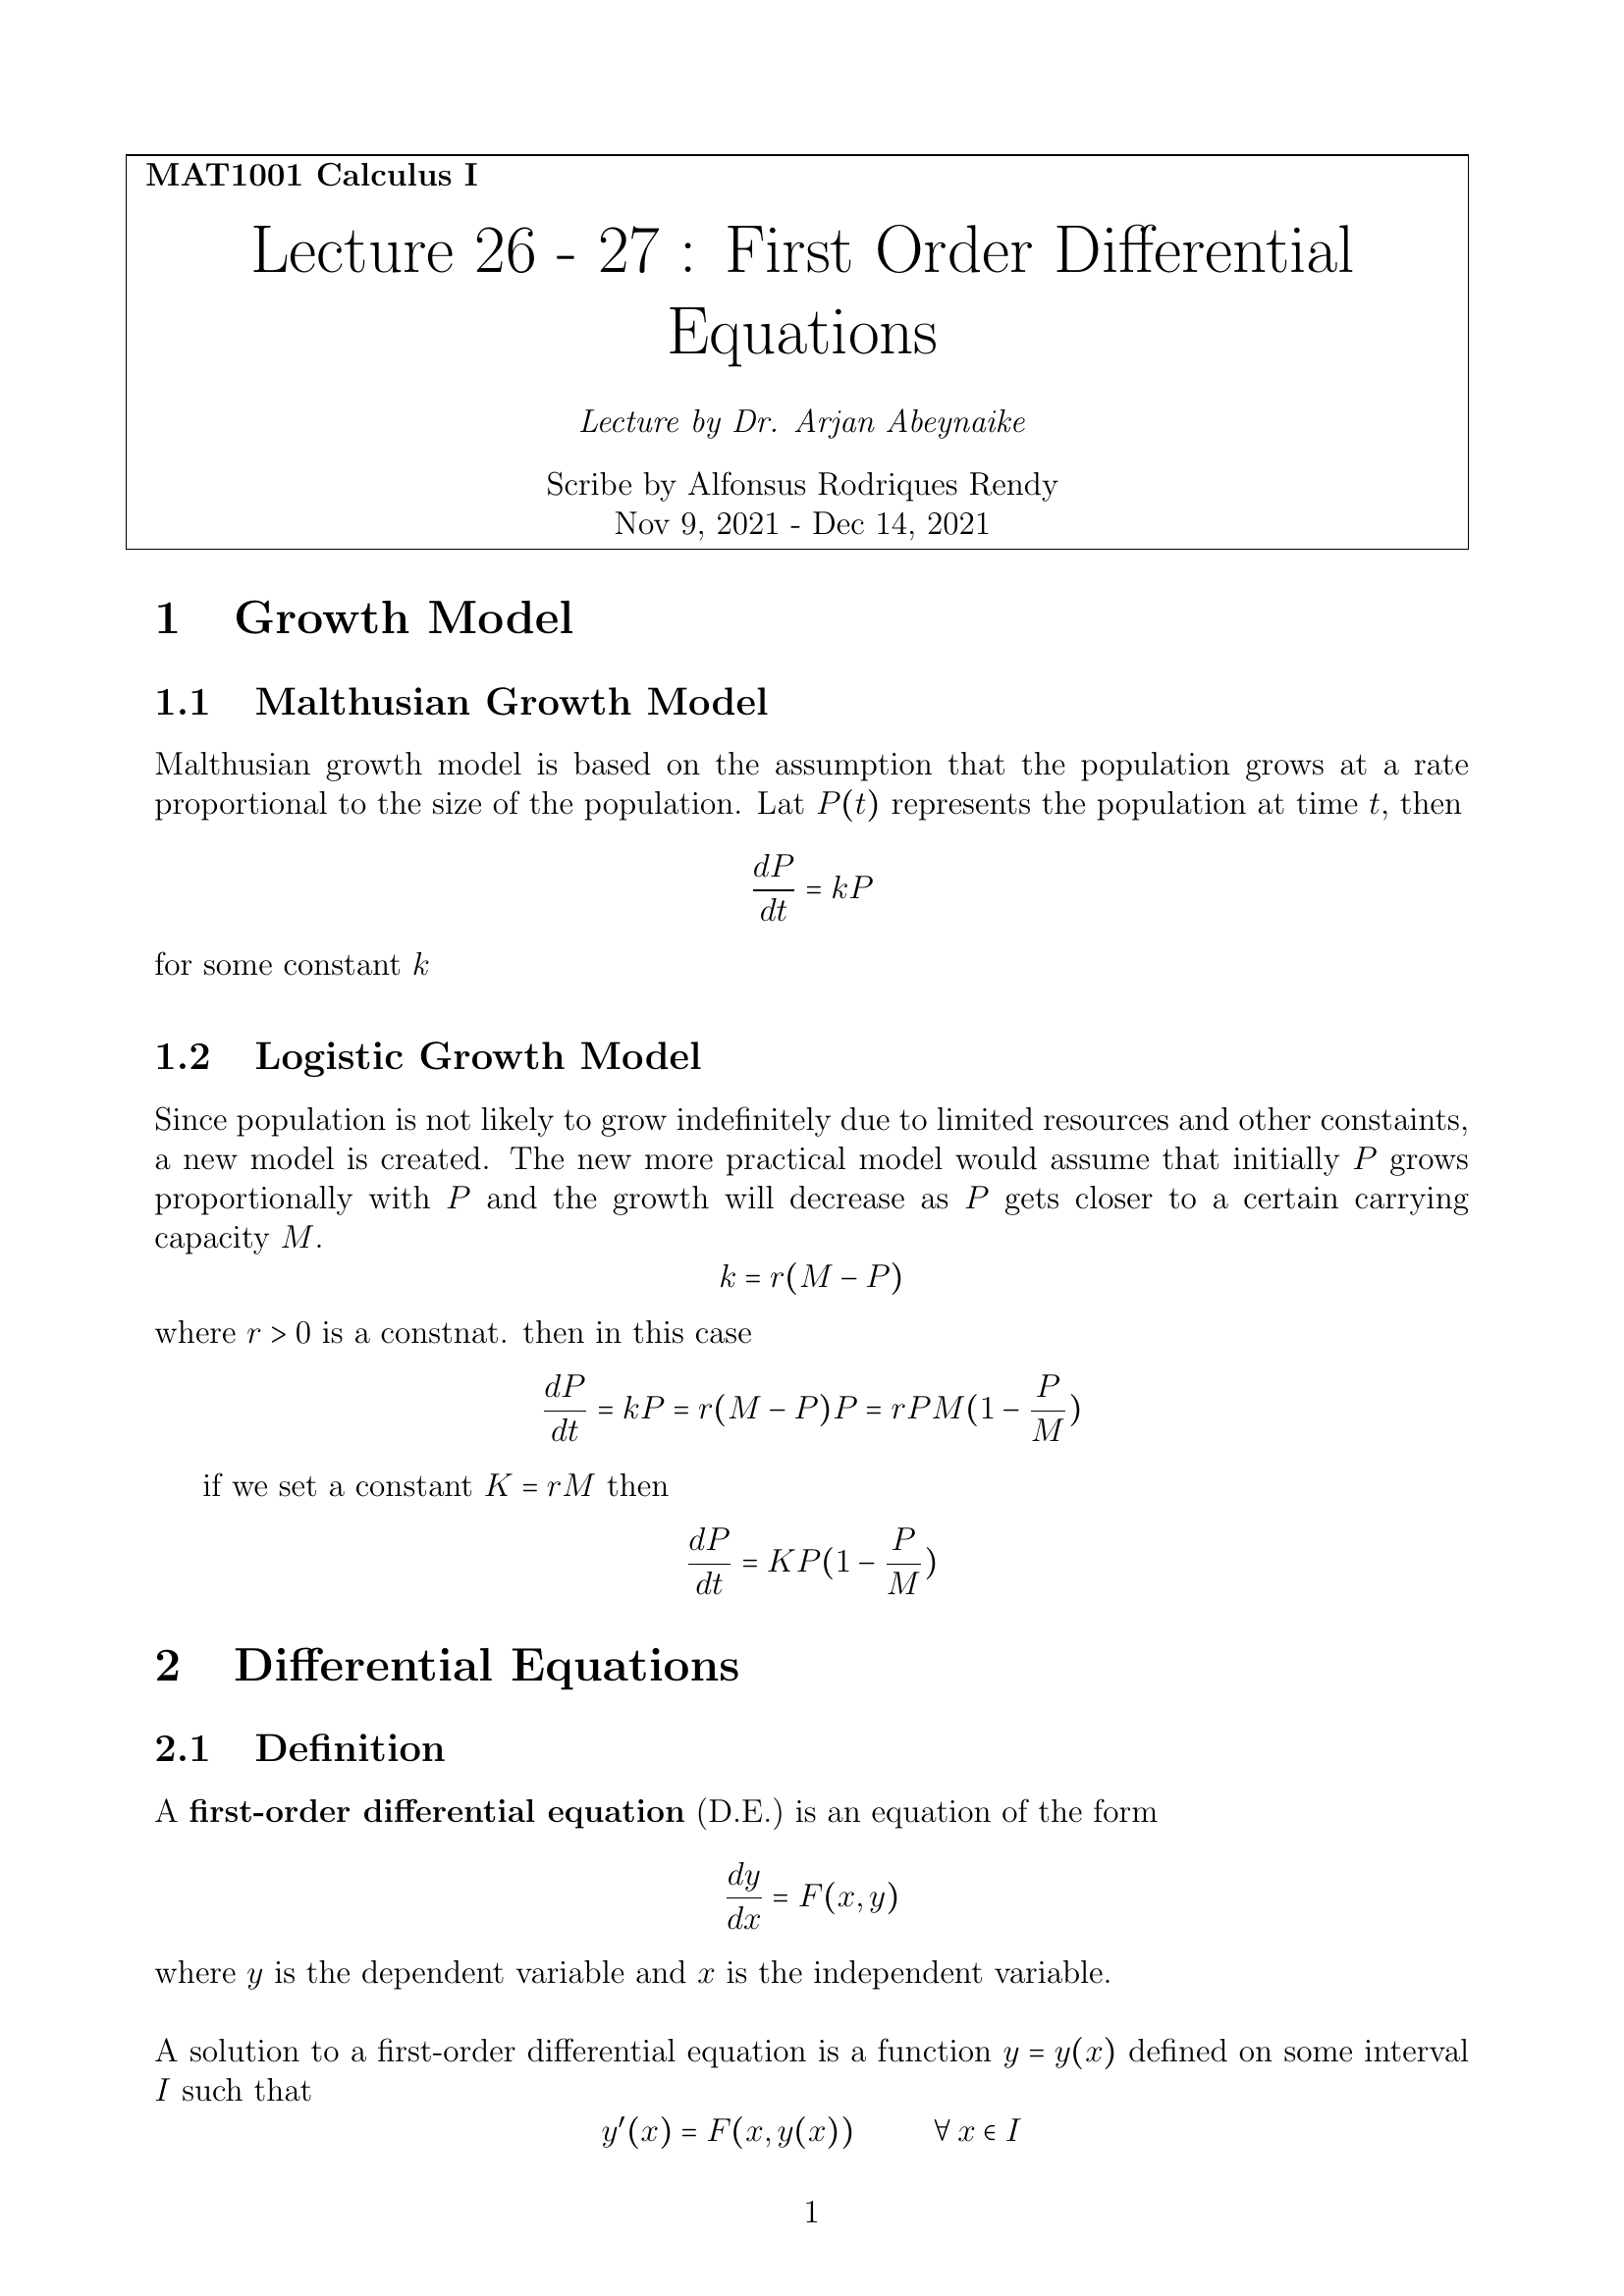 MAT1001 Calculus I
Lecture 26 - 27 : First Order Differential
Equations
Lecture by Dr. Arjan Abeynaike
Scribe by Alfonsus Rodriques Rendy
Nov 9, 2021 - Dec 14, 2021
1 Growth Model
1.1 Malthusian Growth Model
Malthusian growth model is based on the assumption that the population grows at a rate
proportional to the size of the population. Lat P(t) represents the population at time t, then
dP/dt = kP
for some constant k
1.2 Logistic Growth Model
Since population is not likely to grow indefinitely due to limited resources and other constaints,
a new model is created. The new more practical model would assume that initially P grows
proportionally with P and the growth will decrease as P gets closer to a certain carrying
capacity M.
k = r(M − P)
where r > 0 is a constnat. then in this case
dP/dt = kP = r(M − P)P = rPM(1 − P/M)
if we set a constant K = rM then
dP/dt = KP(1 − P/M)
2 Differential Equations
2.1 Definition
A first-order differential equation (D.E.) is an equation of the form
dy/dx = F(x, y)
where y is the dependent variable and x is the independent variable.
A solution to a first-order differential equation is a function y = y(x) defined on some interval
I such that
y′(x) = F(x, y(x)) ∀ x ∈ I
1